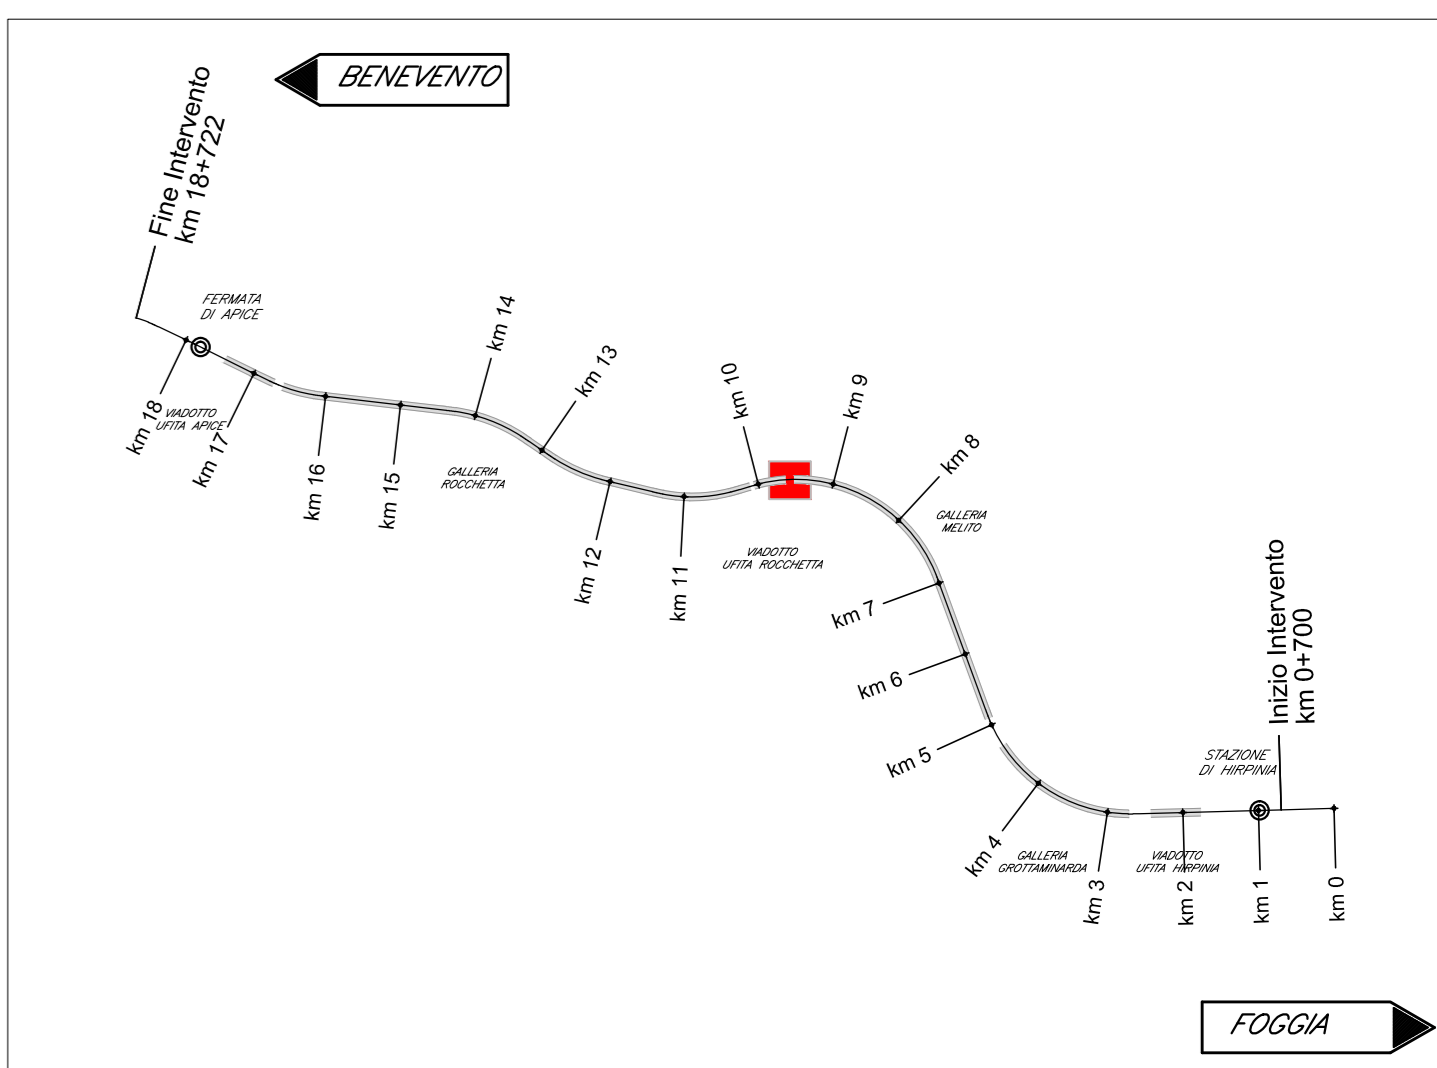 BENEVENTO
Fine Intervento
km 18+722
FERMATA
DI APICE
km 14
km 13
km 10
km 9
km 8
km 18
VIADOTTO
UFITA APICE
km 17
km 16
km 15
GALLERIA
ROCCHETTA
km 12
km 11
VIADOTTO
UFITA ROCCHETTA
GALLERIA
MELITO
km 7
km 6
km 5
Inizio Intervento
km 0+700
STAZIONE
DI HIRPINIA
km 4
GALLERIA
GROTTAMINARDA
km 3
VIADOTTO
UFITA HIRPINIA
km 2
km 1
km 0
FOGGIA